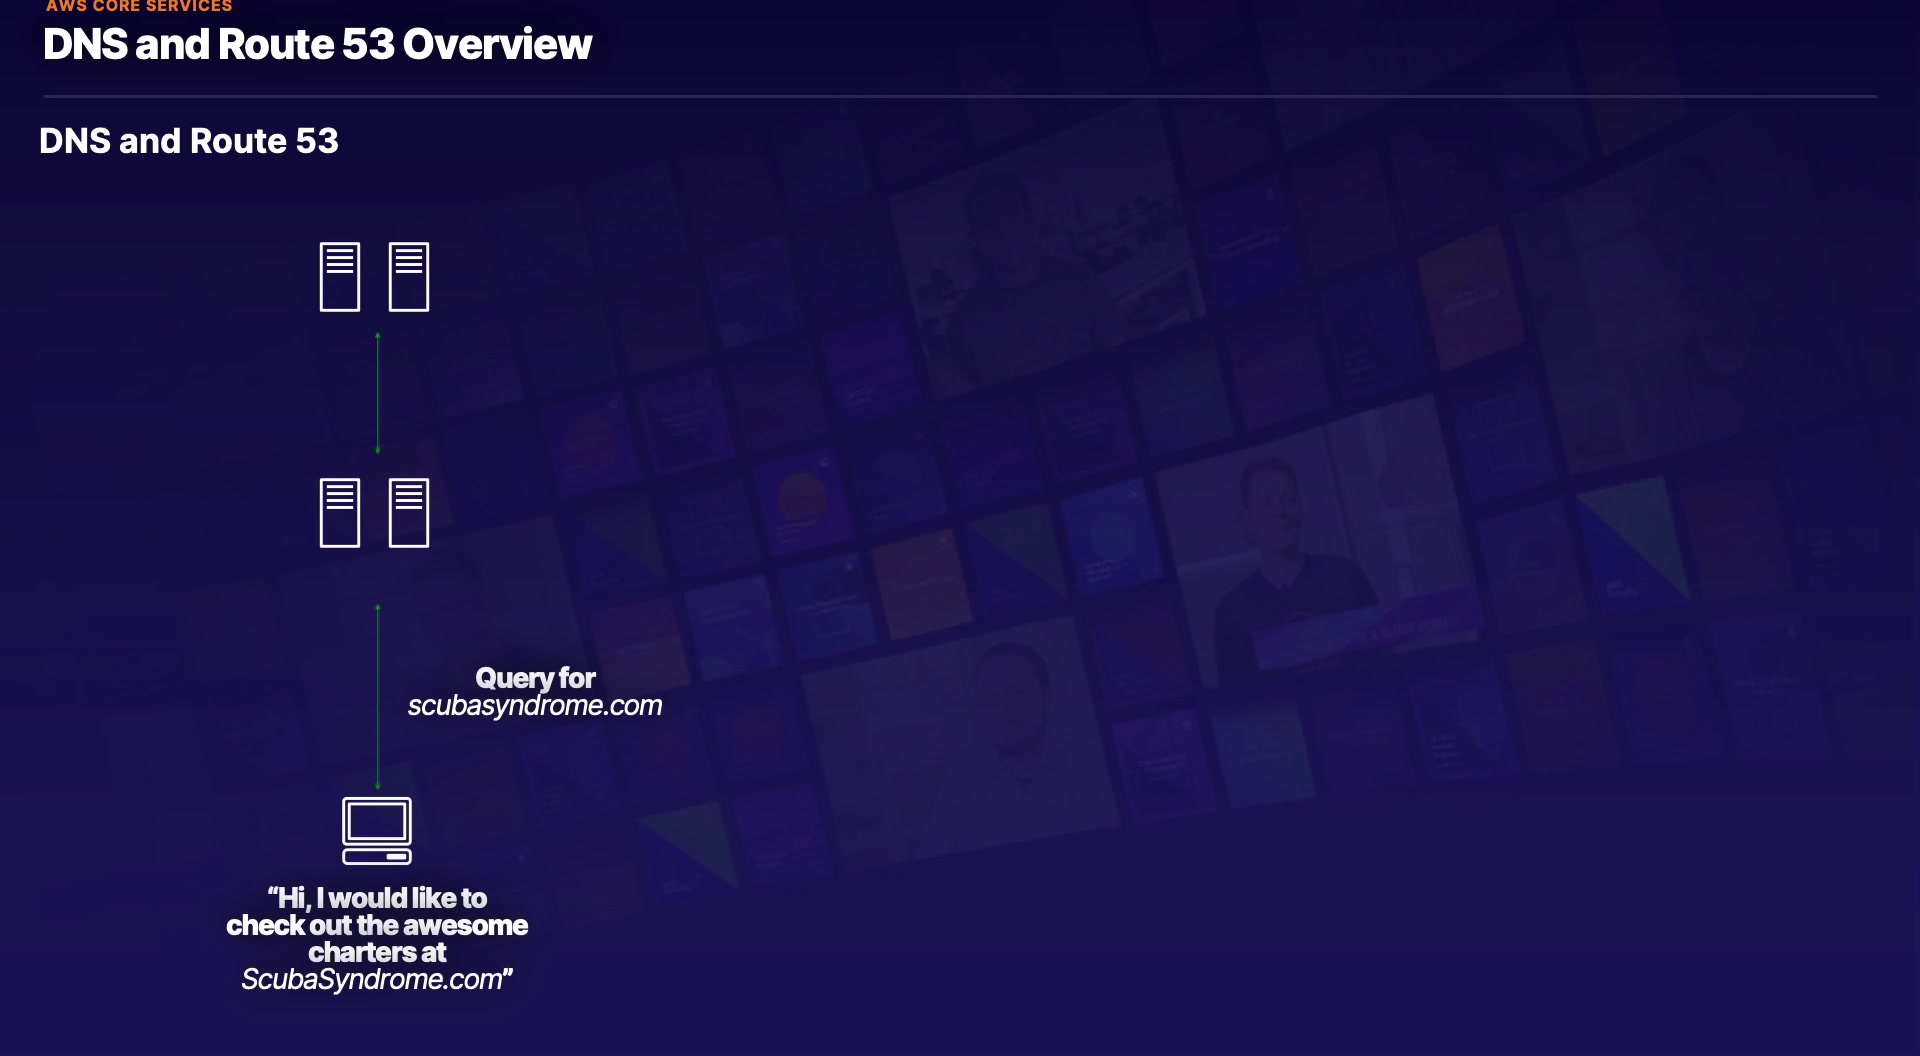 AWS CORE SERVICES
DNS and Route 53 Overview
DNS and Route 53
Query for
scubasyndrome.com
“Hi, I would like to
check out the awesome
charters at
ScubaSyndrome.com”